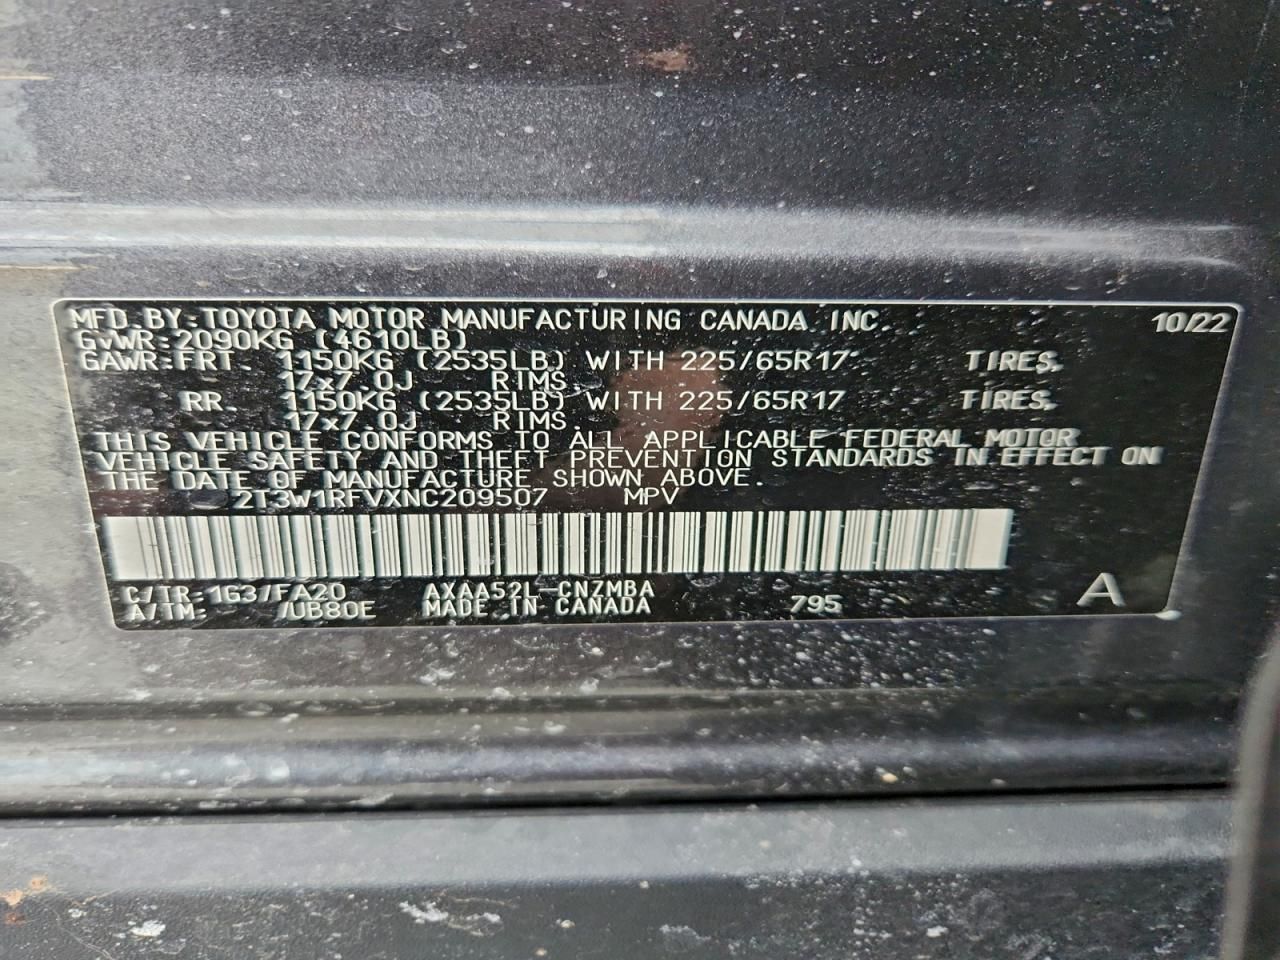 MFD.BY:TOYOTA MOTOR MANUFACTURING CANADA INC. 10/22
GVWR:2090KG (4610LB)
GAWR:FRT. 1150KG (2535LB) WITH 225/65R17 TIRES,
17x7.0J RIMS,
RR. 1150KG (2535LB) WITH 225/65R17 TIRES,
17x7.0J RIMS.
THIS VEHICLE CONFORMS TO ALL APPLICABLE FEDERAL MOTOR
VEHICLE SAFETY AND THEFT PREVENTION STANDARDS IN EFFECT ON
THE DATE OF MANUFACTURE SHOWN ABOVE.
2T3W1RFVXNC209507 MPV
C/TR:1G3/FA20 AXAA52L-CNZMBA
A/TM: /UB80E MADE IN CANADA 795 A